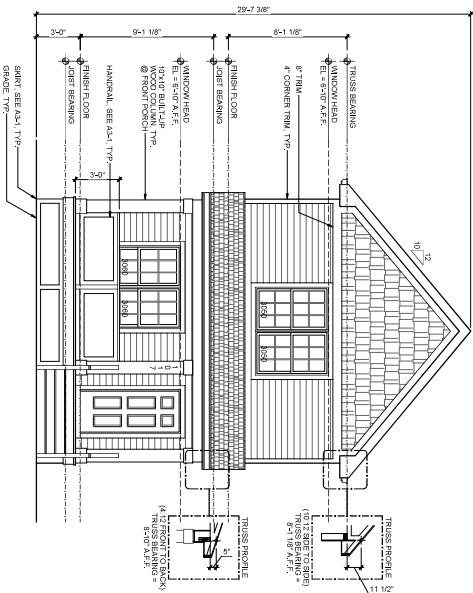 29'-7 3/8"
3'-0"
9'-1 1/8"
8'-1 1/8"
TRUSS BEARING
WINDOW HEAD
EL = 6'-10" A.F.F.
8" TRIM
4" CORNER TRIM, TYP.
FINISH FLOOR
JOIST BEARING
WINDOW HEAD
EL = 6'-10" A.F.F.
10"x10" BUILT-UP
WOOD COLUMN, TYP.
@ FRONT PORCH
HANDRAIL, SEE A3-1, TYP.
FINISH FLOOR
JOIST BEARING
SKIRT, SEE A3-1, TYP.
GRADE, TYP.
3'-0"
12
10
3050
3050
3060
3060
1017
TRUSS PROFILE
11 1/2"
(10:12 SIDE TO SIDE)
TRUSS BEARING =
8'-1 1/8" A.F.F.
TRUSS PROFILE
5"
(4:12 FRONT TO BACK)
TRUSS BEARING =
8'-10" A.F.F.